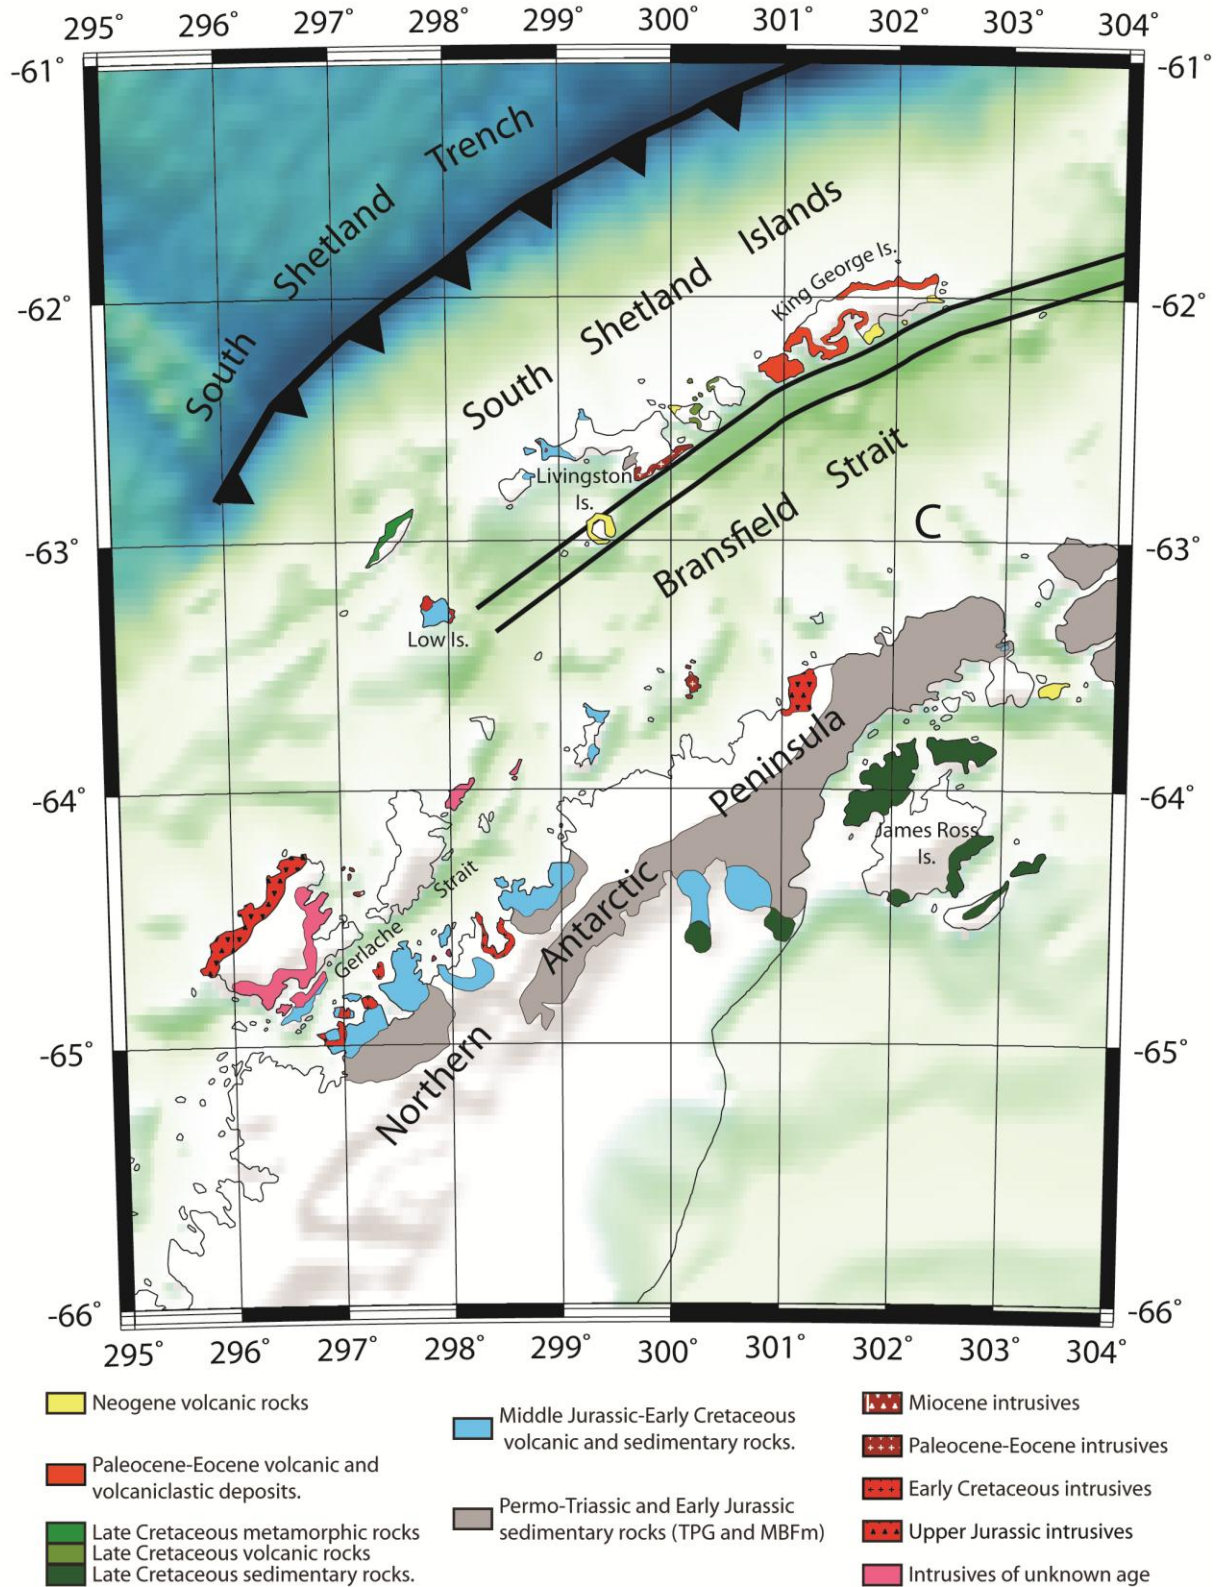 295˚ 296˚ 297˚ 298˚ 299˚ 300˚ 301˚ 302˚ 303˚ 304˚
-61˚ -61˚
South Shetland Trench
South Shetland Islands
King George Is.
-62˚ -62˚
Livingston
Is.
Bransfield Strait
C
-63˚ -63˚
Low Is.
-64˚ -64˚
James Ross
Is.
Gerlache Strait
Northern Antarctic Peninsula
-65˚ -65˚
-66˚ -66˚
295˚ 296˚ 297˚ 298˚ 299˚ 300˚ 301˚ 302˚ 303˚ 304˚
Neogene volcanic rocks
Paleocene-Eocene volcanic and
volcaniclastic deposits.
Late Cretaceous metamorphic rocks
Late Cretaceous volcanic rocks
Late Cretaceous sedimentary rocks.
Middle Jurassic-Early Cretaceous
volcanic and sedimentary rocks.
Permo-Triassic and Early Jurassic
sedimentary rocks (TPG and MBFm)
Miocene intrusives
Paleocene-Eocene intrusives
Early Cretaceous intrusives
Upper Jurassic intrusives
Intrusives of unknown age